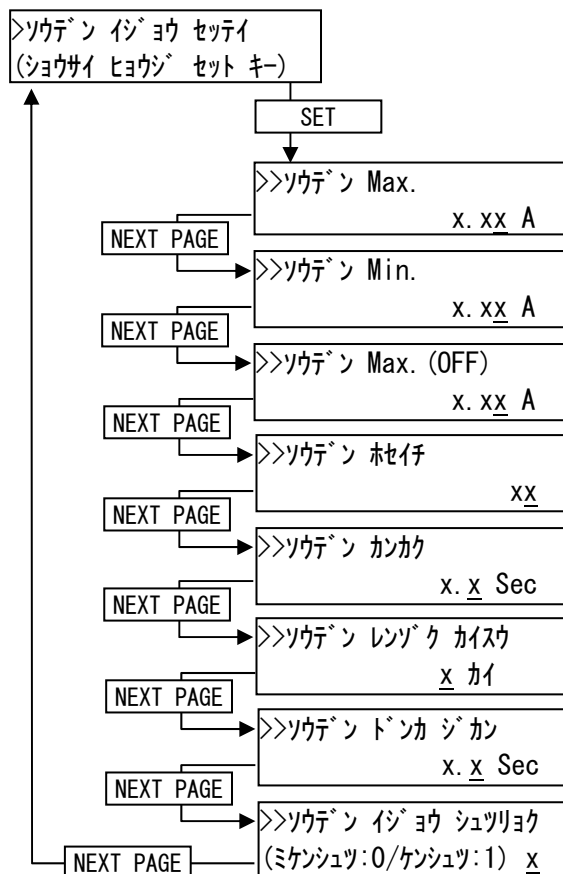 >ｿｳﾃﾞﾝ ｲｼﾞｮｳ ｾｯﾃｲ
(ｼｮｳｻｲ ﾋｮｳｼﾞ ｾｯﾄ ｷｰ)
SET
>>ｿｳﾃﾞﾝ Max.
x.xx A
NEXT PAGE
>>ｿｳﾃﾞﾝ Min.
x.xx A
NEXT PAGE
>>ｿｳﾃﾞﾝ Max.(OFF)
x.xx A
NEXT PAGE
>>ｿｳﾃﾞﾝ ﾎｾｲﾁ
xx
NEXT PAGE
>>ｿｳﾃﾞﾝ ｶﾝｶｸ
x.x Sec
NEXT PAGE
>>ｿｳﾃﾞﾝ ﾚﾝｿﾞｸ ｶｲｽｳ
x ｶｲ
NEXT PAGE
>>ｿｳﾃﾞﾝ ﾄﾞﾝｶ ｼﾞｶﾝ
x.x Sec
NEXT PAGE
>>ｿｳﾃﾞﾝ ｲｼﾞｮｳ ｼｭﾂﾘｮｸ
(ﾐｹﾝｼｭﾂ:0/ｹﾝｼｭﾂ:1) x
NEXT PAGE